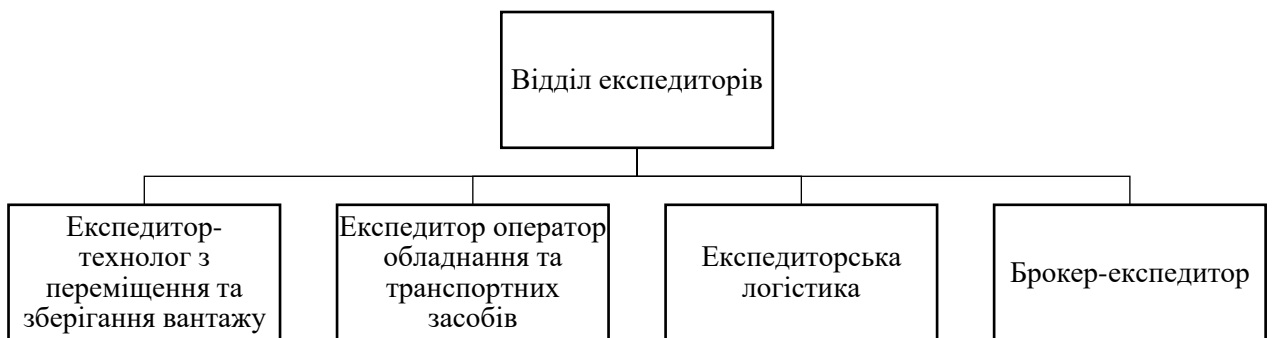 Відділ експедиторів
Експедитор-
технолог з
переміщення та
зберігання вантажу
Експедитор оператор
обладнання та
транспортних
засобів
Експедиторська
логістика
Брокер-експедитор